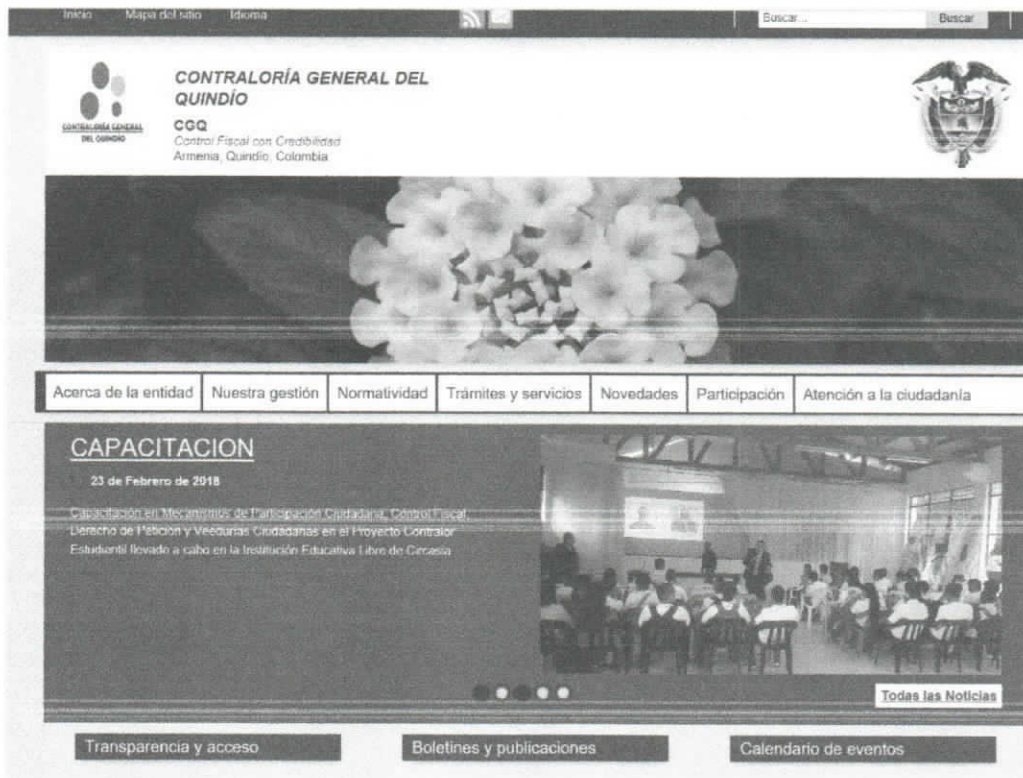 Inicio Mapa del sitio Idioma
Buscar... Buscar
CONTRALORÍA GENERAL DEL
QUINDÍO
CGQ
Control Fiscal con Credibilidad
Armenia, Quindío, Colombia
CONTRALORÍA GENERAL
DEL QUINDÍO
Acerca de la entidad Nuestra gestión Normatividad Trámites y servicios Novedades Participación Atención a la ciudadanía
CAPACITACION
23 de Febrero de 2018
Capacitación en Mecanismos de Participación Ciudadana, Control Fiscal,
Derecho de Petición y Veedurías Ciudadanas en el Proyecto Contralor
Estudiantil llevado a cabo en la Institución Educativa Libre de Circasia
Todas las Noticias
Transparencia y acceso Boletines y publicaciones Calendario de eventos